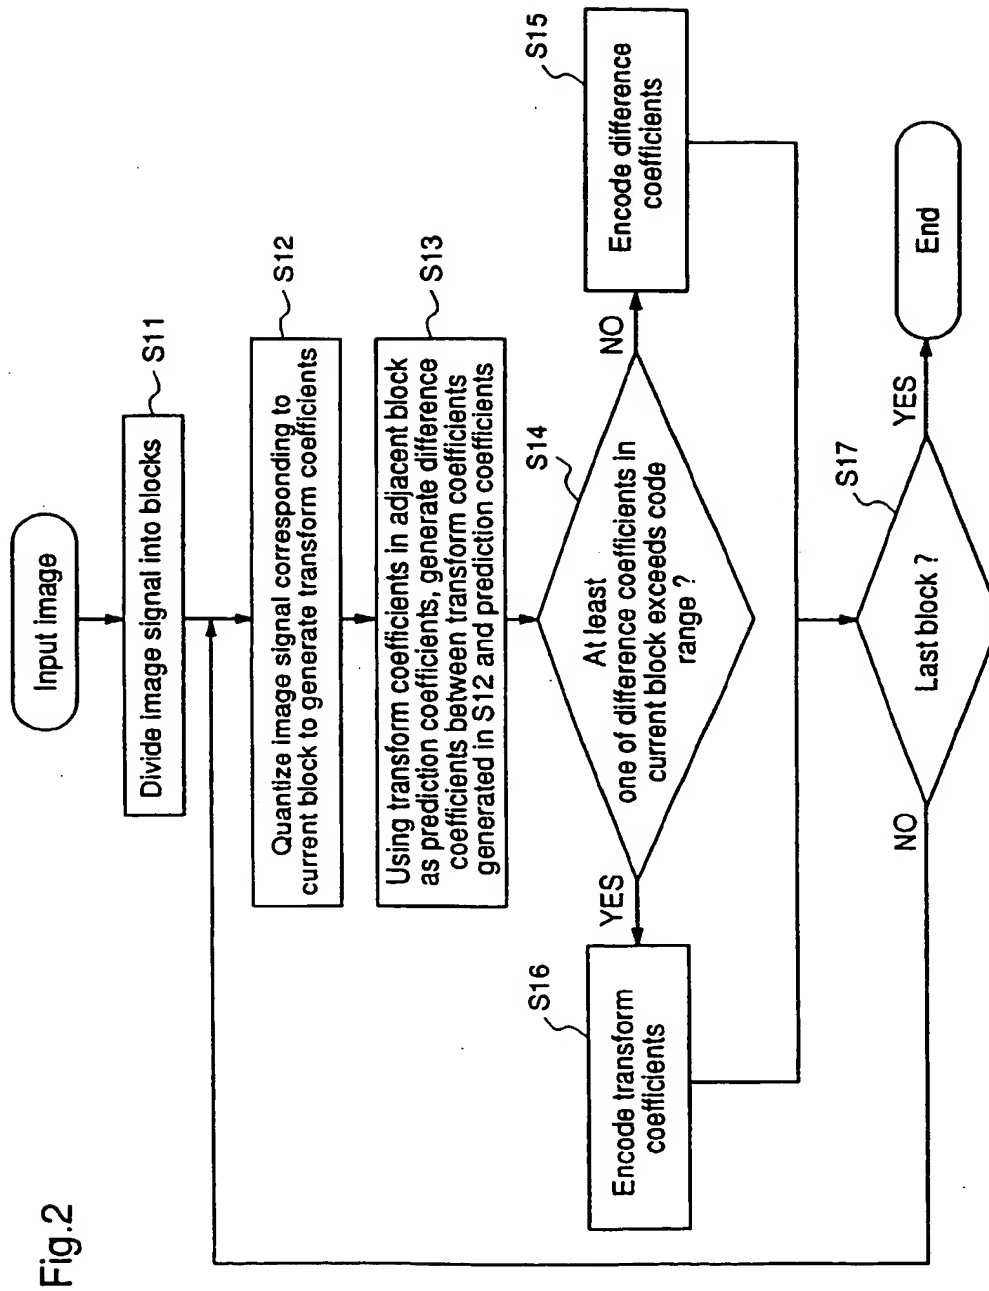 Fig.2
Input image
Divide image signal into blocks
S11
Quantize image signal corresponding to
current block to generate transform coefficients
S12
Using transform coefficients in adjacent block
as prediction coefficients, generate difference
coefficients between transform coefficients
generated in S12 and prediction coefficients
S13
At least
one of difference coefficients in
current block exceeds code
range ?
S14
NO
Encode difference
coefficients
S15
YES
Encode transform
coefficients
S16
Last block ?
S17
YES
End
NO